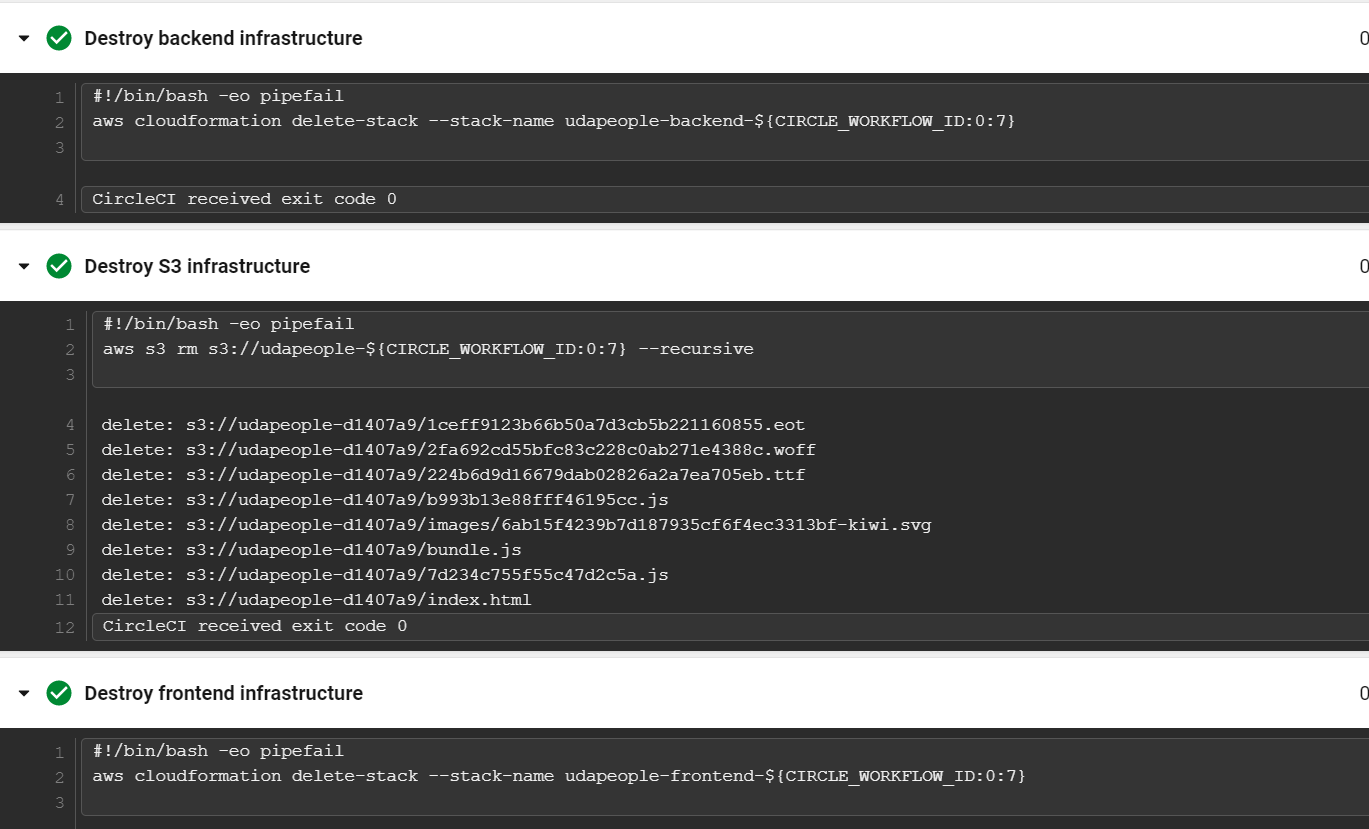 Destroy backend infrastructure
0
1 #!/bin/bash -eo pipefail
2 aws cloudformation delete-stack --stack-name udapeople-backend-${CIRCLE_WORKFLOW_ID:0:7}
3
4 CircleCI received exit code 0
Destroy S3 infrastructure
0
1 #!/bin/bash -eo pipefail
2 aws s3 rm s3://udapeople-${CIRCLE_WORKFLOW_ID:0:7} --recursive
3
4 delete: s3://udapeople-d1407a9/1ceff9123b66b50a7d3cb5b221160855.eot
5 delete: s3://udapeople-d1407a9/2fa692cd55bfc83c228c0ab271e4388c.woff
6 delete: s3://udapeople-d1407a9/224b6d9d16679dab02826a2a7ea705eb.ttf
7 delete: s3://udapeople-d1407a9/b993b13e88fff46195cc.js
8 delete: s3://udapeople-d1407a9/images/6ab15f4239b7d187935cf6f4ec3313bf-kiwi.svg
9 delete: s3://udapeople-d1407a9/bundle.js
10 delete: s3://udapeople-d1407a9/7d234c755f55c47d2c5a.js
11 delete: s3://udapeople-d1407a9/index.html
12 CircleCI received exit code 0
Destroy frontend infrastructure
0
1 #!/bin/bash -eo pipefail
2 aws cloudformation delete-stack --stack-name udapeople-frontend-${CIRCLE_WORKFLOW_ID:0:7}
3